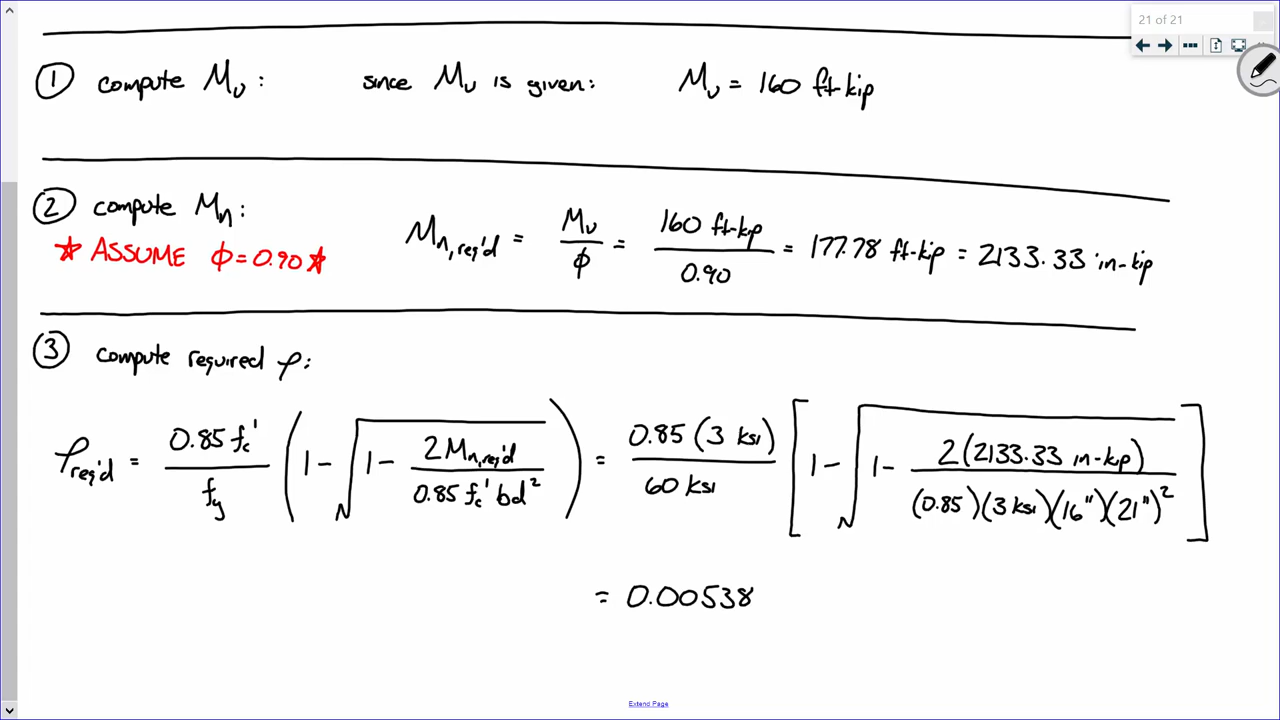 21 of 21
① compute Mu: since Mu is given: Mu = 160 ft-kip
② compute Mn:
★ ASSUME φ = 0.90 ★
Mn,req'd = Mu/φ = 160 ft-kip/0.90 = 177.78 ft-kip = 2133.33 in-kip
③ compute required ρ:
ρreq'd = 0.85 fc'/fy (1 - √(1 - 2Mn,req'd/0.85 fc' bd²)) = 0.85 (3 ksi)/60 ksi [1 - √(1 - 2(2133.33 in-kip)/(0.85)(3 ksi)(16")(21")²)]
= 0.00538
Extend Page